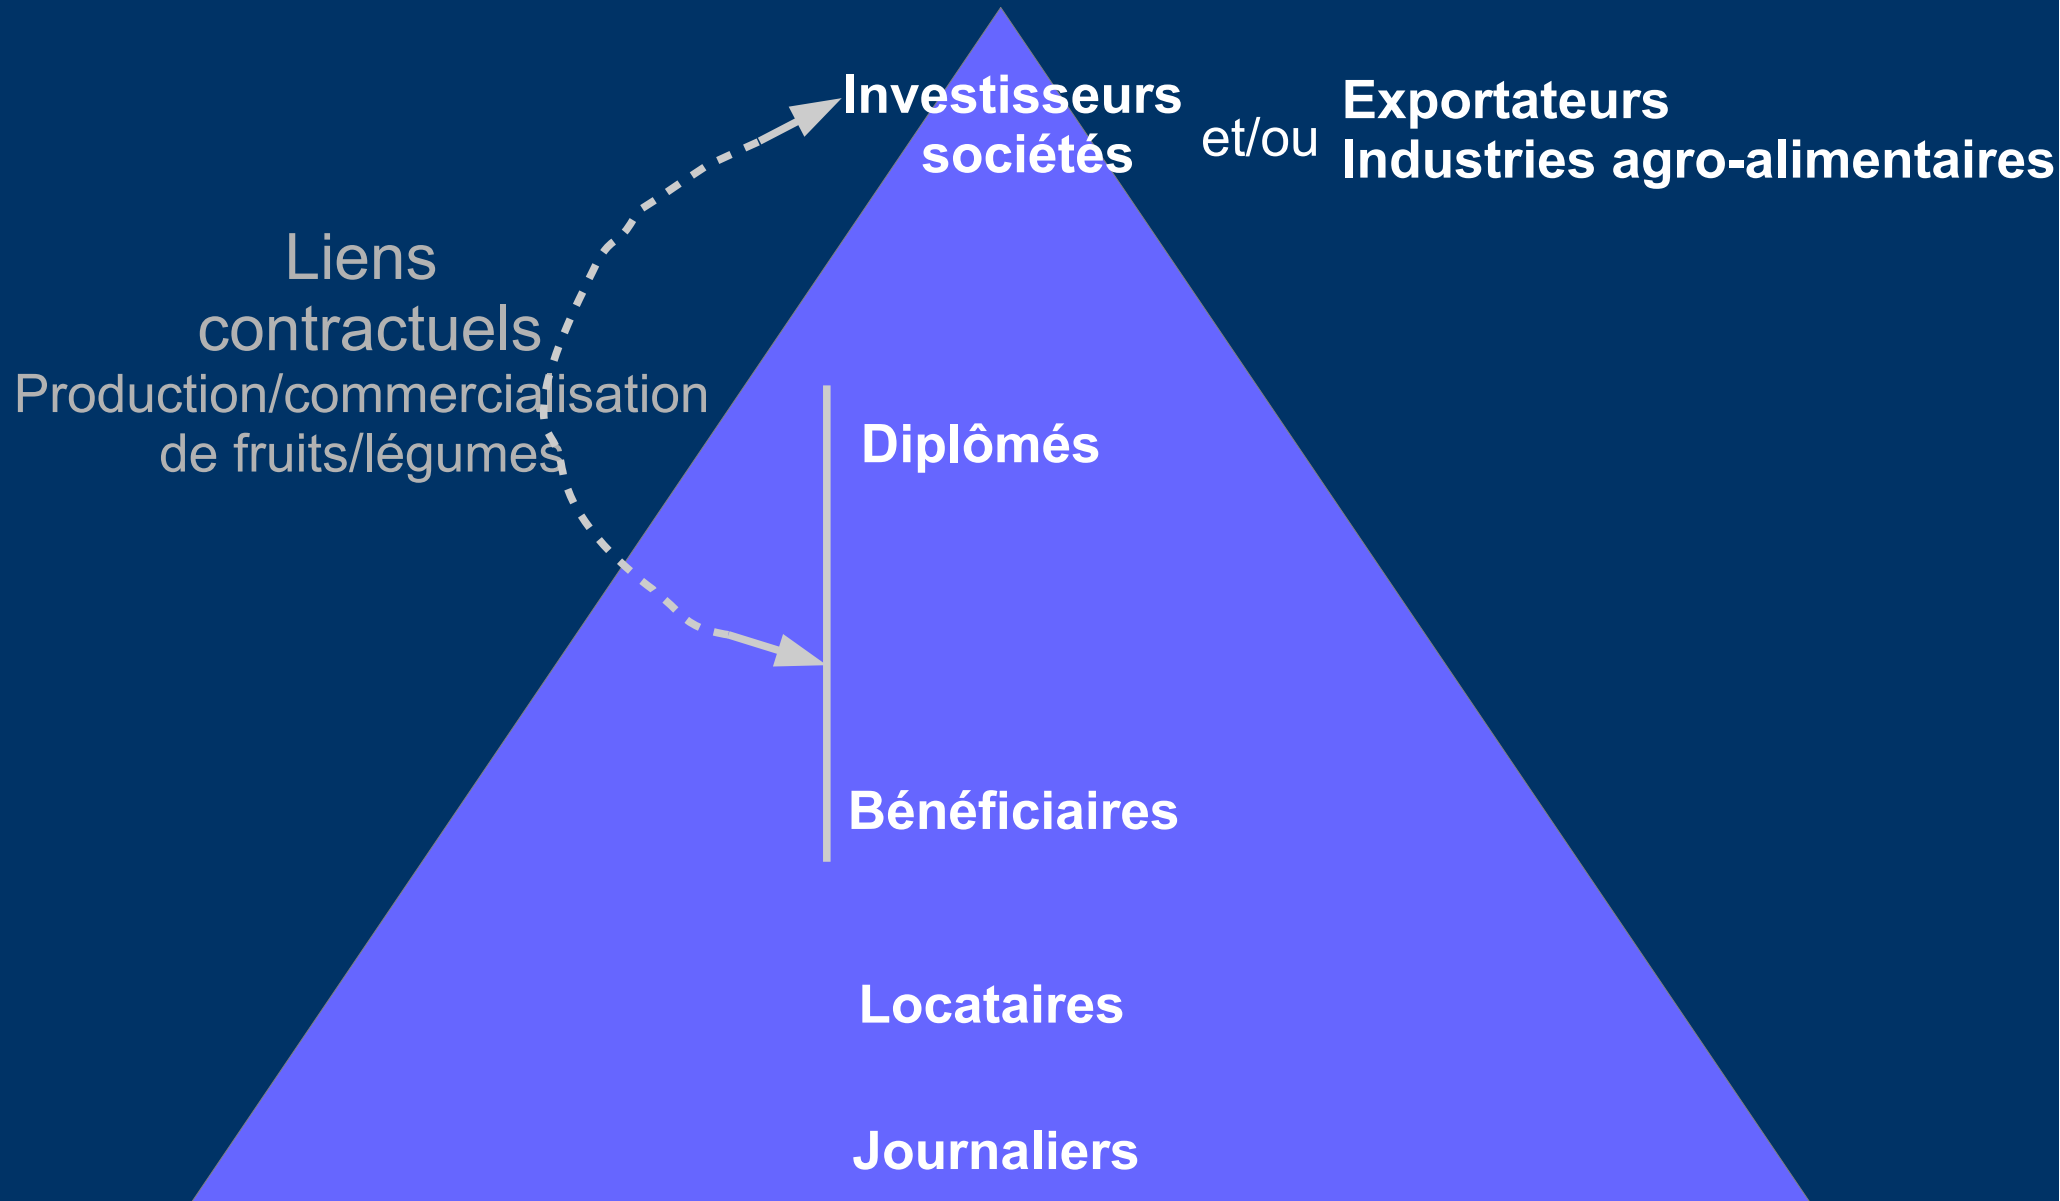 Investisseurs
sociétés
et/ou
Exportateurs
Industries agro-alimentaires
Liens
contractuels
Production/commercialisation
de fruits/légumes
Diplômés
Bénéficiaires
Locataires
Journaliers